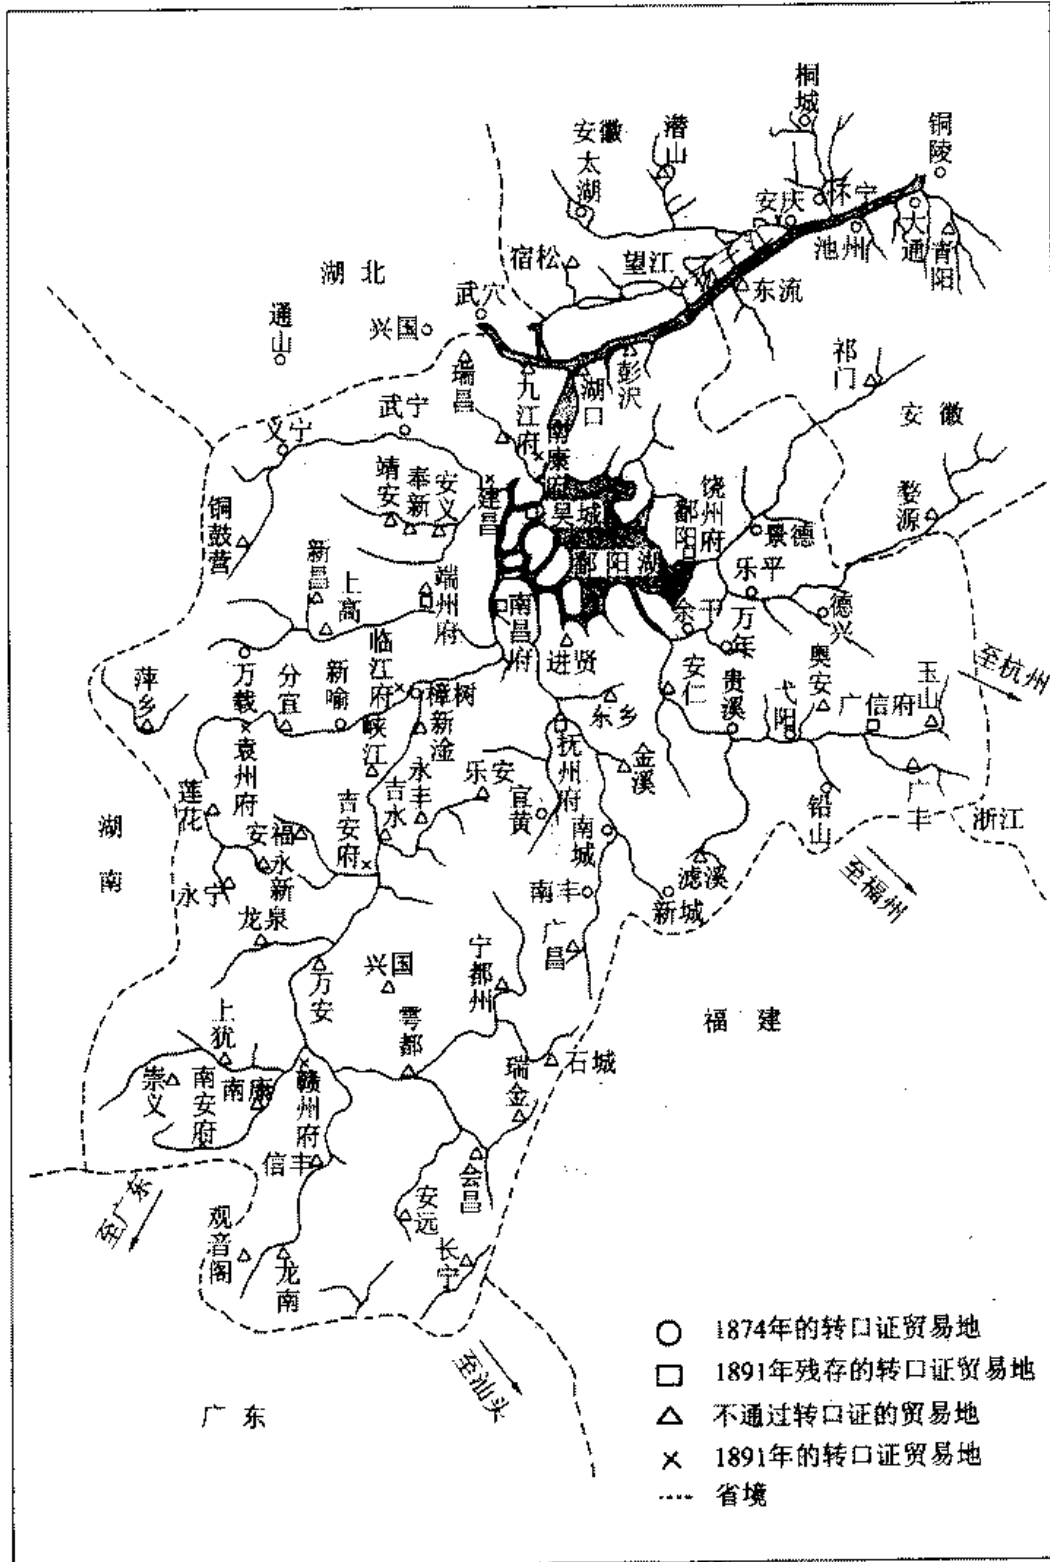 桐城
铜陵
安徽
潜山
太湖
安庆
怀宁
大通
青阳
池州
宿松
望江
东流
湖北
武穴
兴国
通山
瑞昌
九江府
湖口
彭泽
祁门
安徽
武宁
义宁
南康府
靖安
奉新
安义
建昌
吴城
鄱阳
饶州府
景德
婺源
铜鼓营
新昌
上高
端州府
鄱阳湖
乐平
德兴
南昌府
进贤
余干
万年
临江府
樟树
萍乡
万载
分宜
新喻
峡江
新淦
安仁
贵溪
弋阳
奥安
广信府
玉山
至杭州
东乡
袁州府
抚州府
金溪
乐安
宜黄
永丰
吉水
广丰
铅山
浙江
莲花
安福
吉安府
南城
湖南
永新
永宁
泸溪
南丰
新城
至福州
龙泉
广昌
万安
兴国
宁都州
福建
上犹
雩都
石城
瑞金
崇义
南安府
南康
赣州府
信丰
会昌
安远
至广东
观音阁
龙南
长宁
至汕头
广东
1874年的转口证贸易地
1891年残存的转口证贸易地
不通过转口证的贸易地
1891年的转口证贸易地
省境